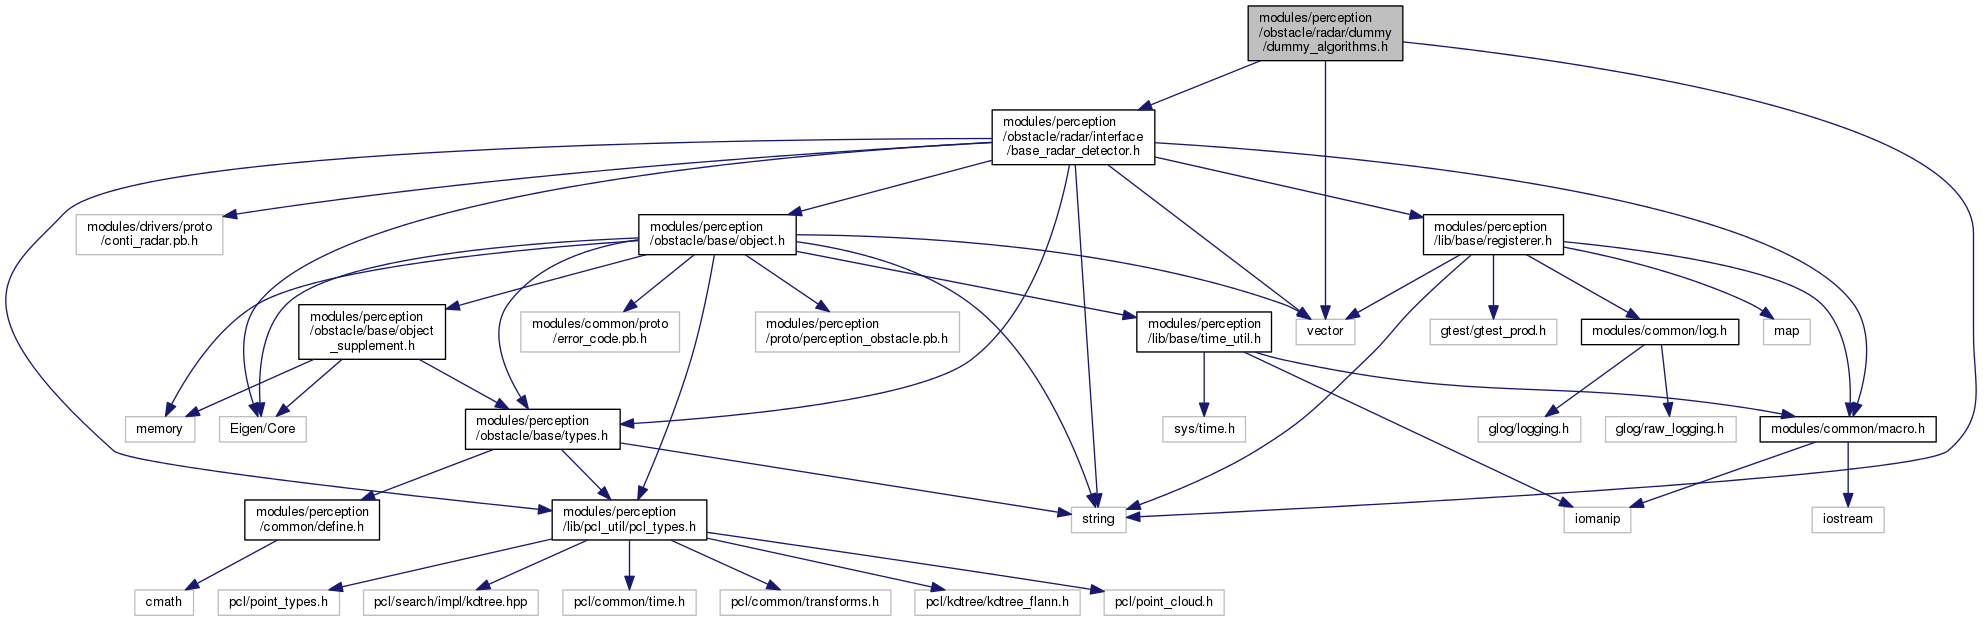 modules/perception
/obstacle/radar/dummy
/dummy_algorithms.h
modules/perception
/obstacle/radar/interface
/base_radar_detector.h
modules/drivers/proto
/conti_radar.pb.h
modules/perception
/obstacle/base/object.h
modules/perception
/lib/base/registerer.h
modules/perception
/obstacle/base/object
_supplement.h
modules/common/proto
/error_code.pb.h
modules/perception
/proto/perception_obstacle.pb.h
modules/perception
/lib/base/time_util.h
vector
gtest/gtest_prod.h
modules/common/log.h
map
memory
Eigen/Core
modules/perception
/obstacle/base/types.h
sys/time.h
glog/logging.h
glog/raw_logging.h
modules/common/macro.h
modules/perception
/common/define.h
modules/perception
/lib/pcl_util/pcl_types.h
string
iomanip
iostream
cmath
pcl/point_types.h
pcl/search/impl/kdtree.hpp
pcl/common/time.h
pcl/common/transforms.h
pcl/kdtree/kdtree_flann.h
pcl/point_cloud.h